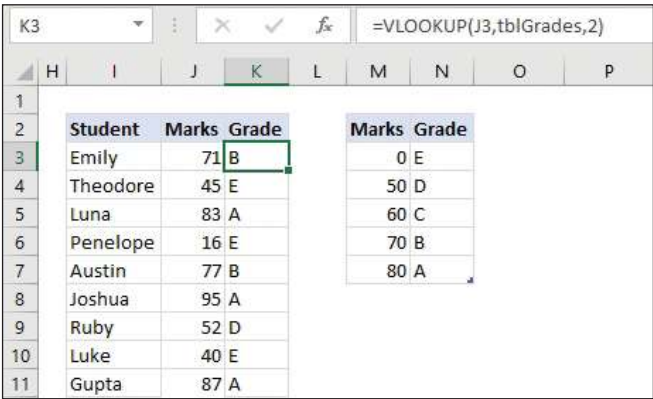 K3 fx =VLOOKUP(J3,tblGrades,2)
H I J K L M N O P
1
2 Student Marks Grade Marks Grade
3 Emily 71 B 0 E
4 Theodore 45 E 50 D
5 Luna 83 A 60 C
6 Penelope 16 E 70 B
7 Austin 77 B 80 A
8 Joshua 95 A
9 Ruby 52 D
10 Luke 40 E
11 Gupta 87 A